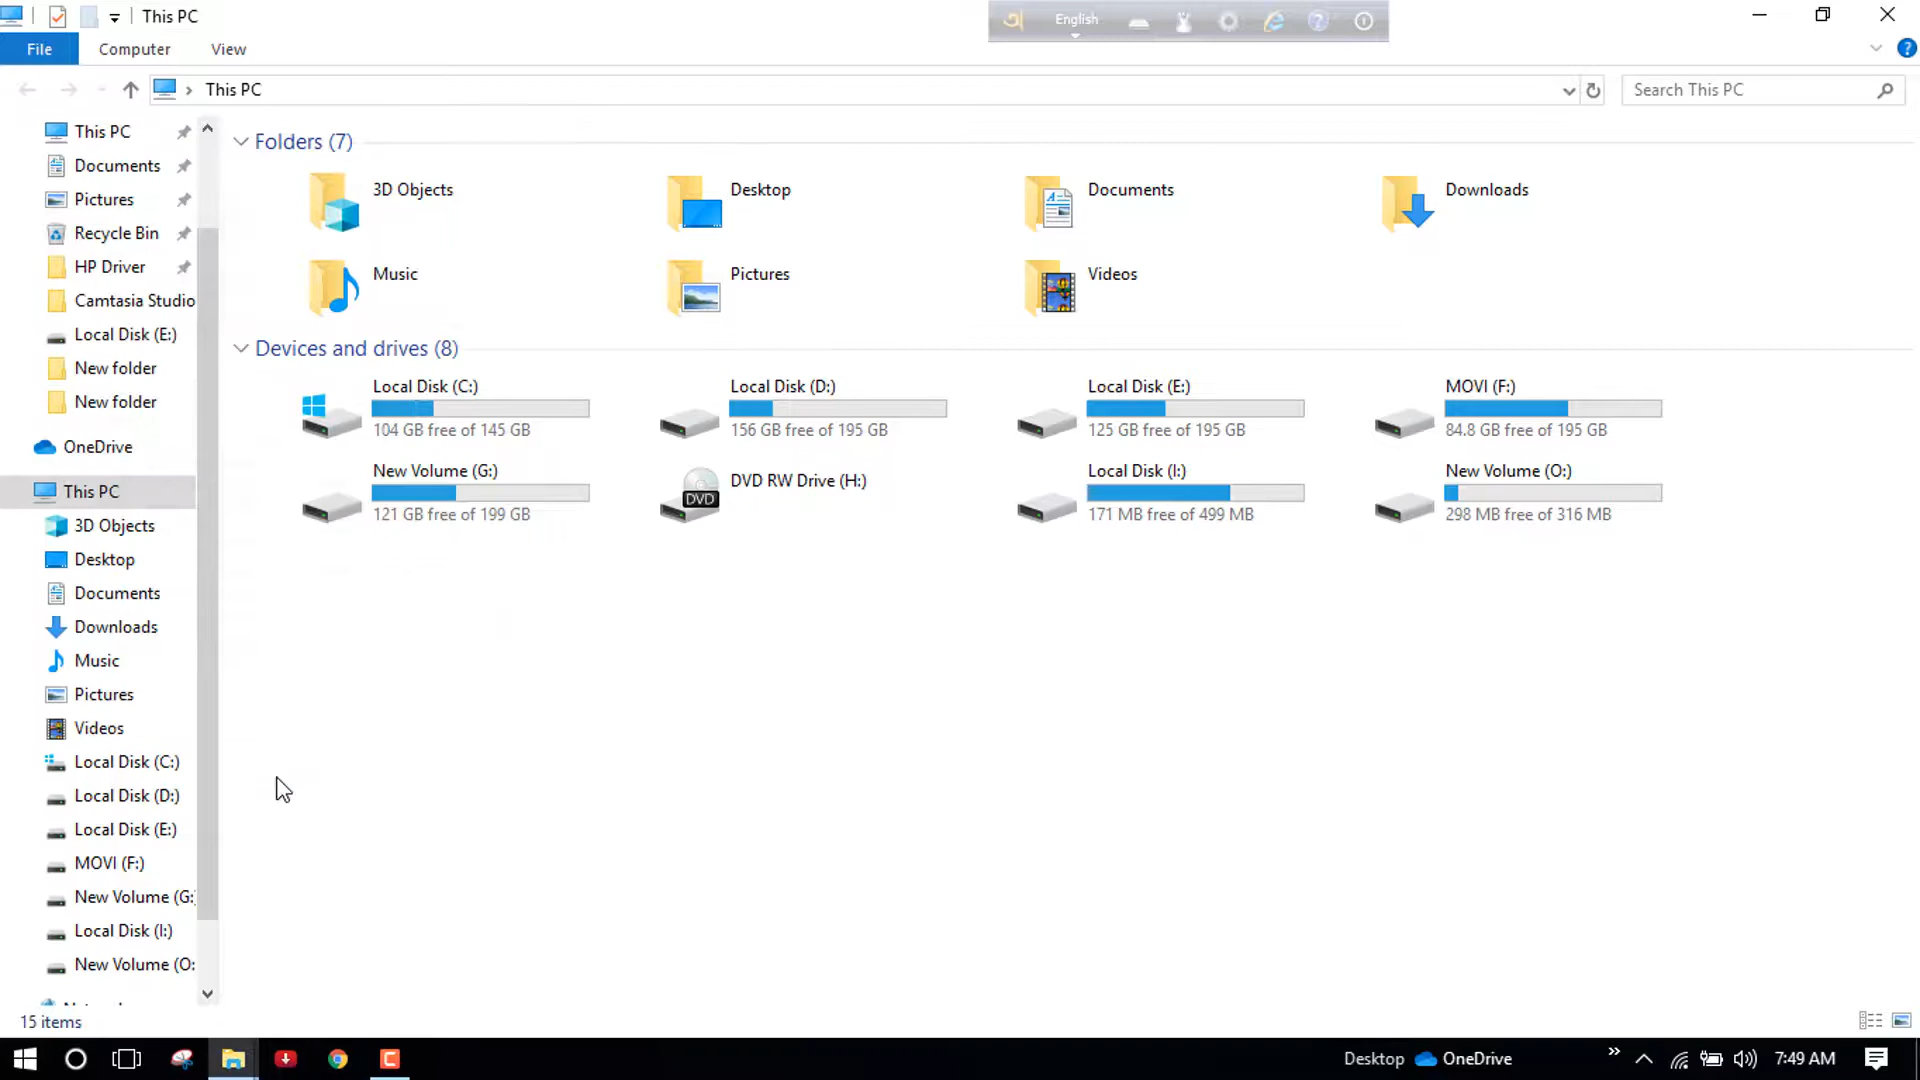 This PC
অ English
File Computer View
This PC
Search This PC
This PC
Documents
Pictures
Recycle Bin
HP Driver
Camtasia Studio
Local Disk (E:)
New folder
New folder
OneDrive
This PC
3D Objects
Desktop
Documents
Downloads
Music
Pictures
Videos
Local Disk (C:)
Local Disk (D:)
Local Disk (E:)
MOVI (F:)
New Volume (G:
Local Disk (I:)
New Volume (O:
Folders (7)
3D Objects
Desktop
Documents
Downloads
Music
Pictures
Videos
Devices and drives (8)
Local Disk (C:)
104 GB free of 145 GB
Local Disk (D:)
156 GB free of 195 GB
Local Disk (E:)
125 GB free of 195 GB
MOVI (F:)
84.8 GB free of 195 GB
New Volume (G:)
121 GB free of 199 GB
DVD RW Drive (H:)
DVD
Local Disk (I:)
171 MB free of 499 MB
New Volume (O:)
298 MB free of 316 MB
15 items
Desktop OneDrive 7:49 AM